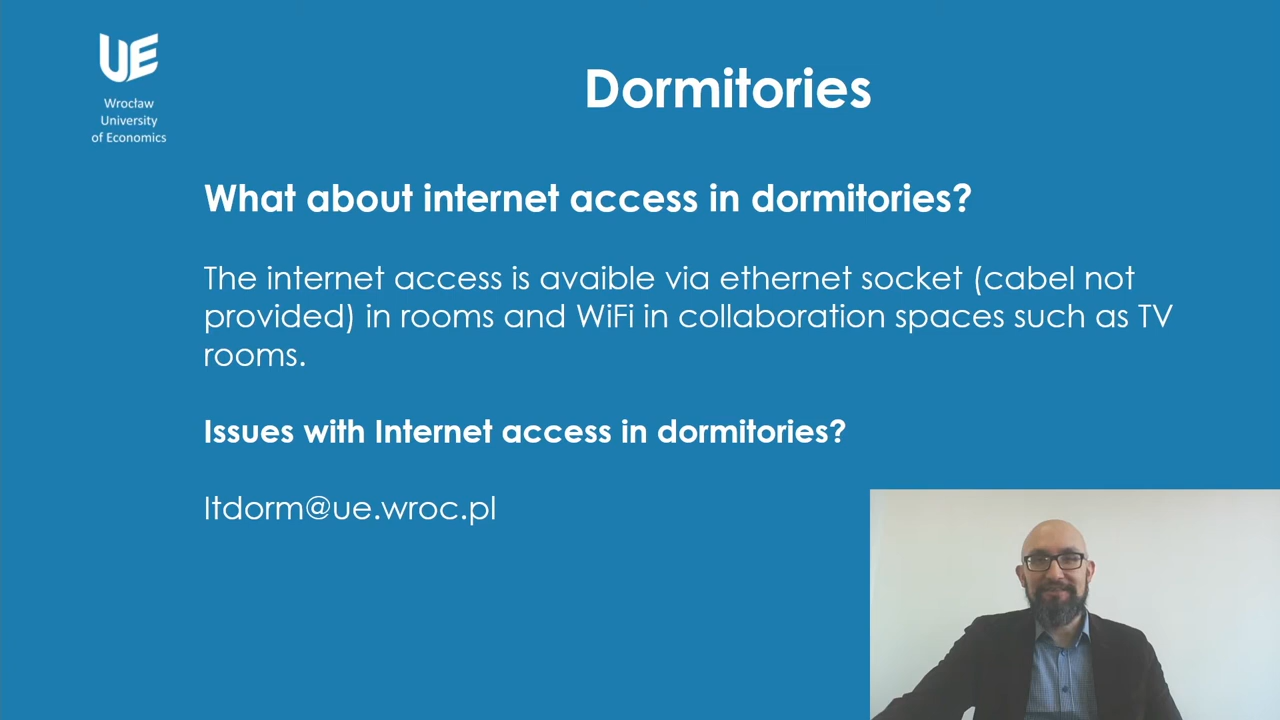 UE
Wrocław
University
of Economics
Dormitories
What about internet access in dormitories?
The internet access is avaible via ethernet socket (cabel not
provided) in rooms and WiFi in collaboration spaces such as TV
rooms.
Issues with Internet access in dormitories?
Itdorm@ue.wroc.pl